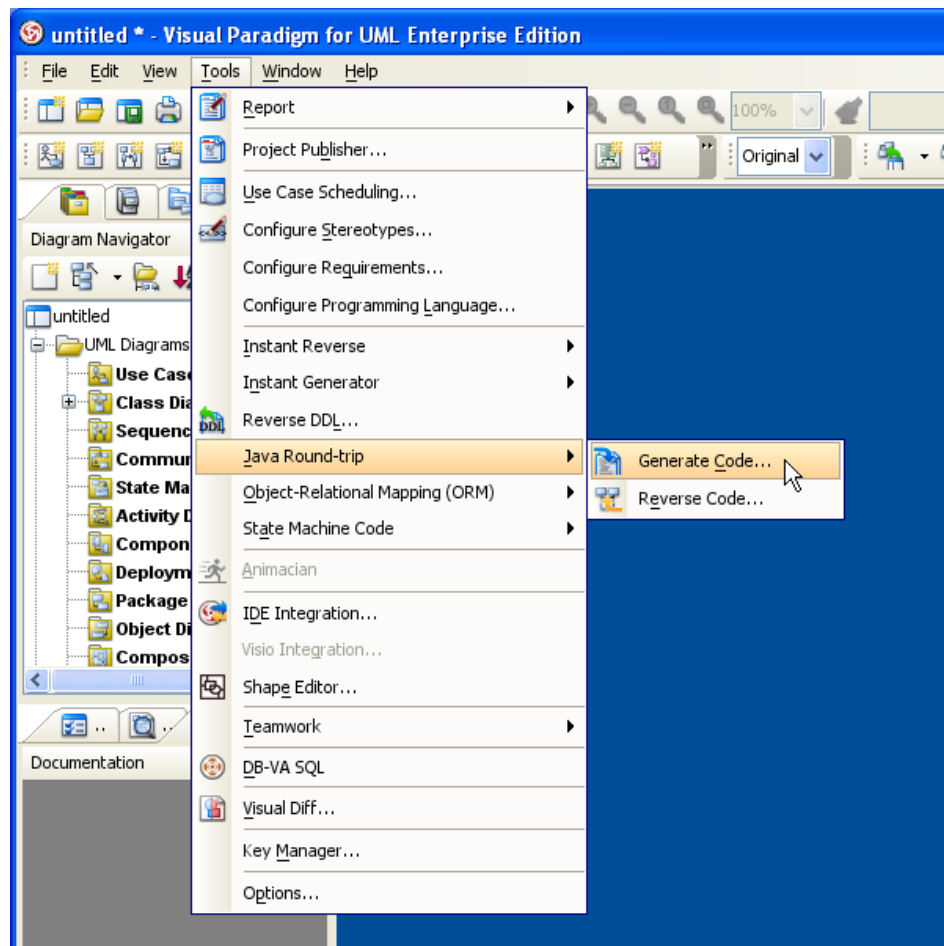 untitled * - Visual Paradigm for UML Enterprise Edition
File Edit View Tools Window Help
100%
Original
Diagram Navigator
untitled
UML Diagrams
Use Case
Class Dia
Sequenc
Commun
State Ma
Activity D
Compon
Deploym
Package
Object Di
Compos
Documentation
Report
Project Publisher...
Use Case Scheduling...
Configure Stereotypes...
Configure Requirements...
Configure Programming Language...
Instant Reverse
Instant Generator
DDL
Reverse DDL...
Java Round-trip
Object-Relational Mapping (ORM)
State Machine Code
Animacian
IDE Integration...
Visio Integration...
Shape Editor...
Teamwork
DB-VA SQL
Visual Diff...
Key Manager...
Options...
Generate Code...
Reverse Code...